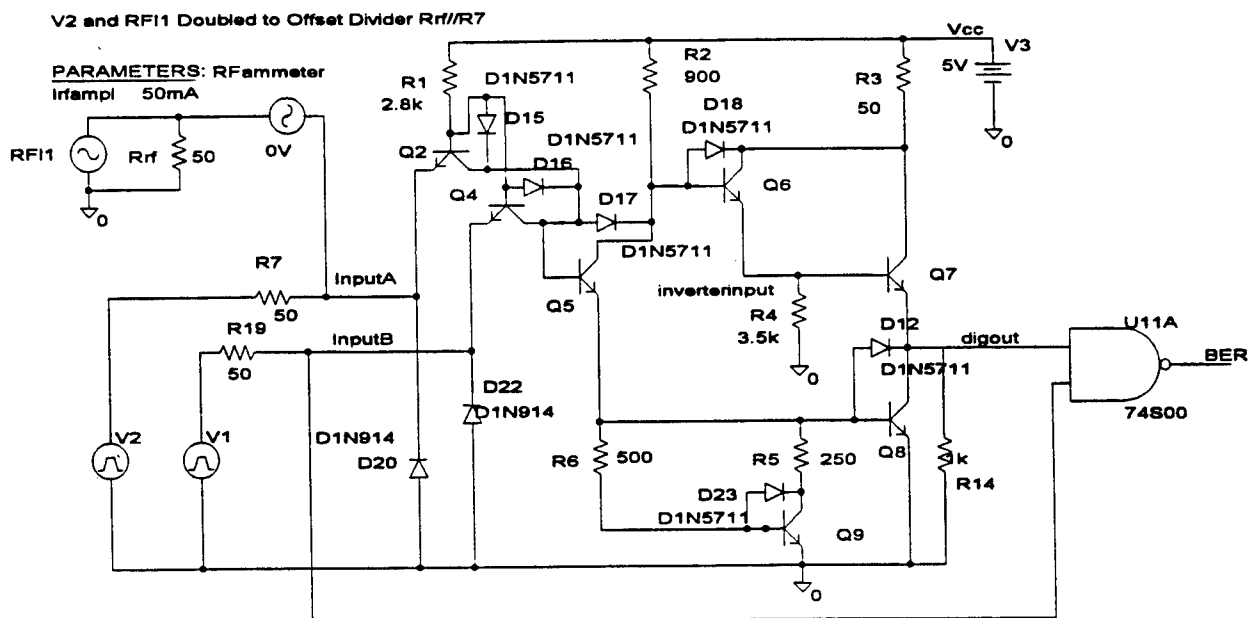 V2 and RFI1 Doubled to Offset Divider Rrf//R7
PARAMETERS: RFammeter
Irfampl 50mA
RFI1
Rrf
50
0V
0
R1
2.8k
D1N5711
D15
Q2
D1N5711
D16
Q4
D17
D1N5711
Q5
R2
900
D18
D1N5711
Q6
R3
50
Vcc
V3
5V
0
R7
50
InputA
R19
50
InputB
inverterinput
R4
3.5k
0
Q7
D12
D1N5711
digout
U11A
BER
74S00
D22
D1N914
V2
V1
D1N914
D20
R6
500
R5
250
Q8
1k
R14
D23
D1N5711
Q9
0